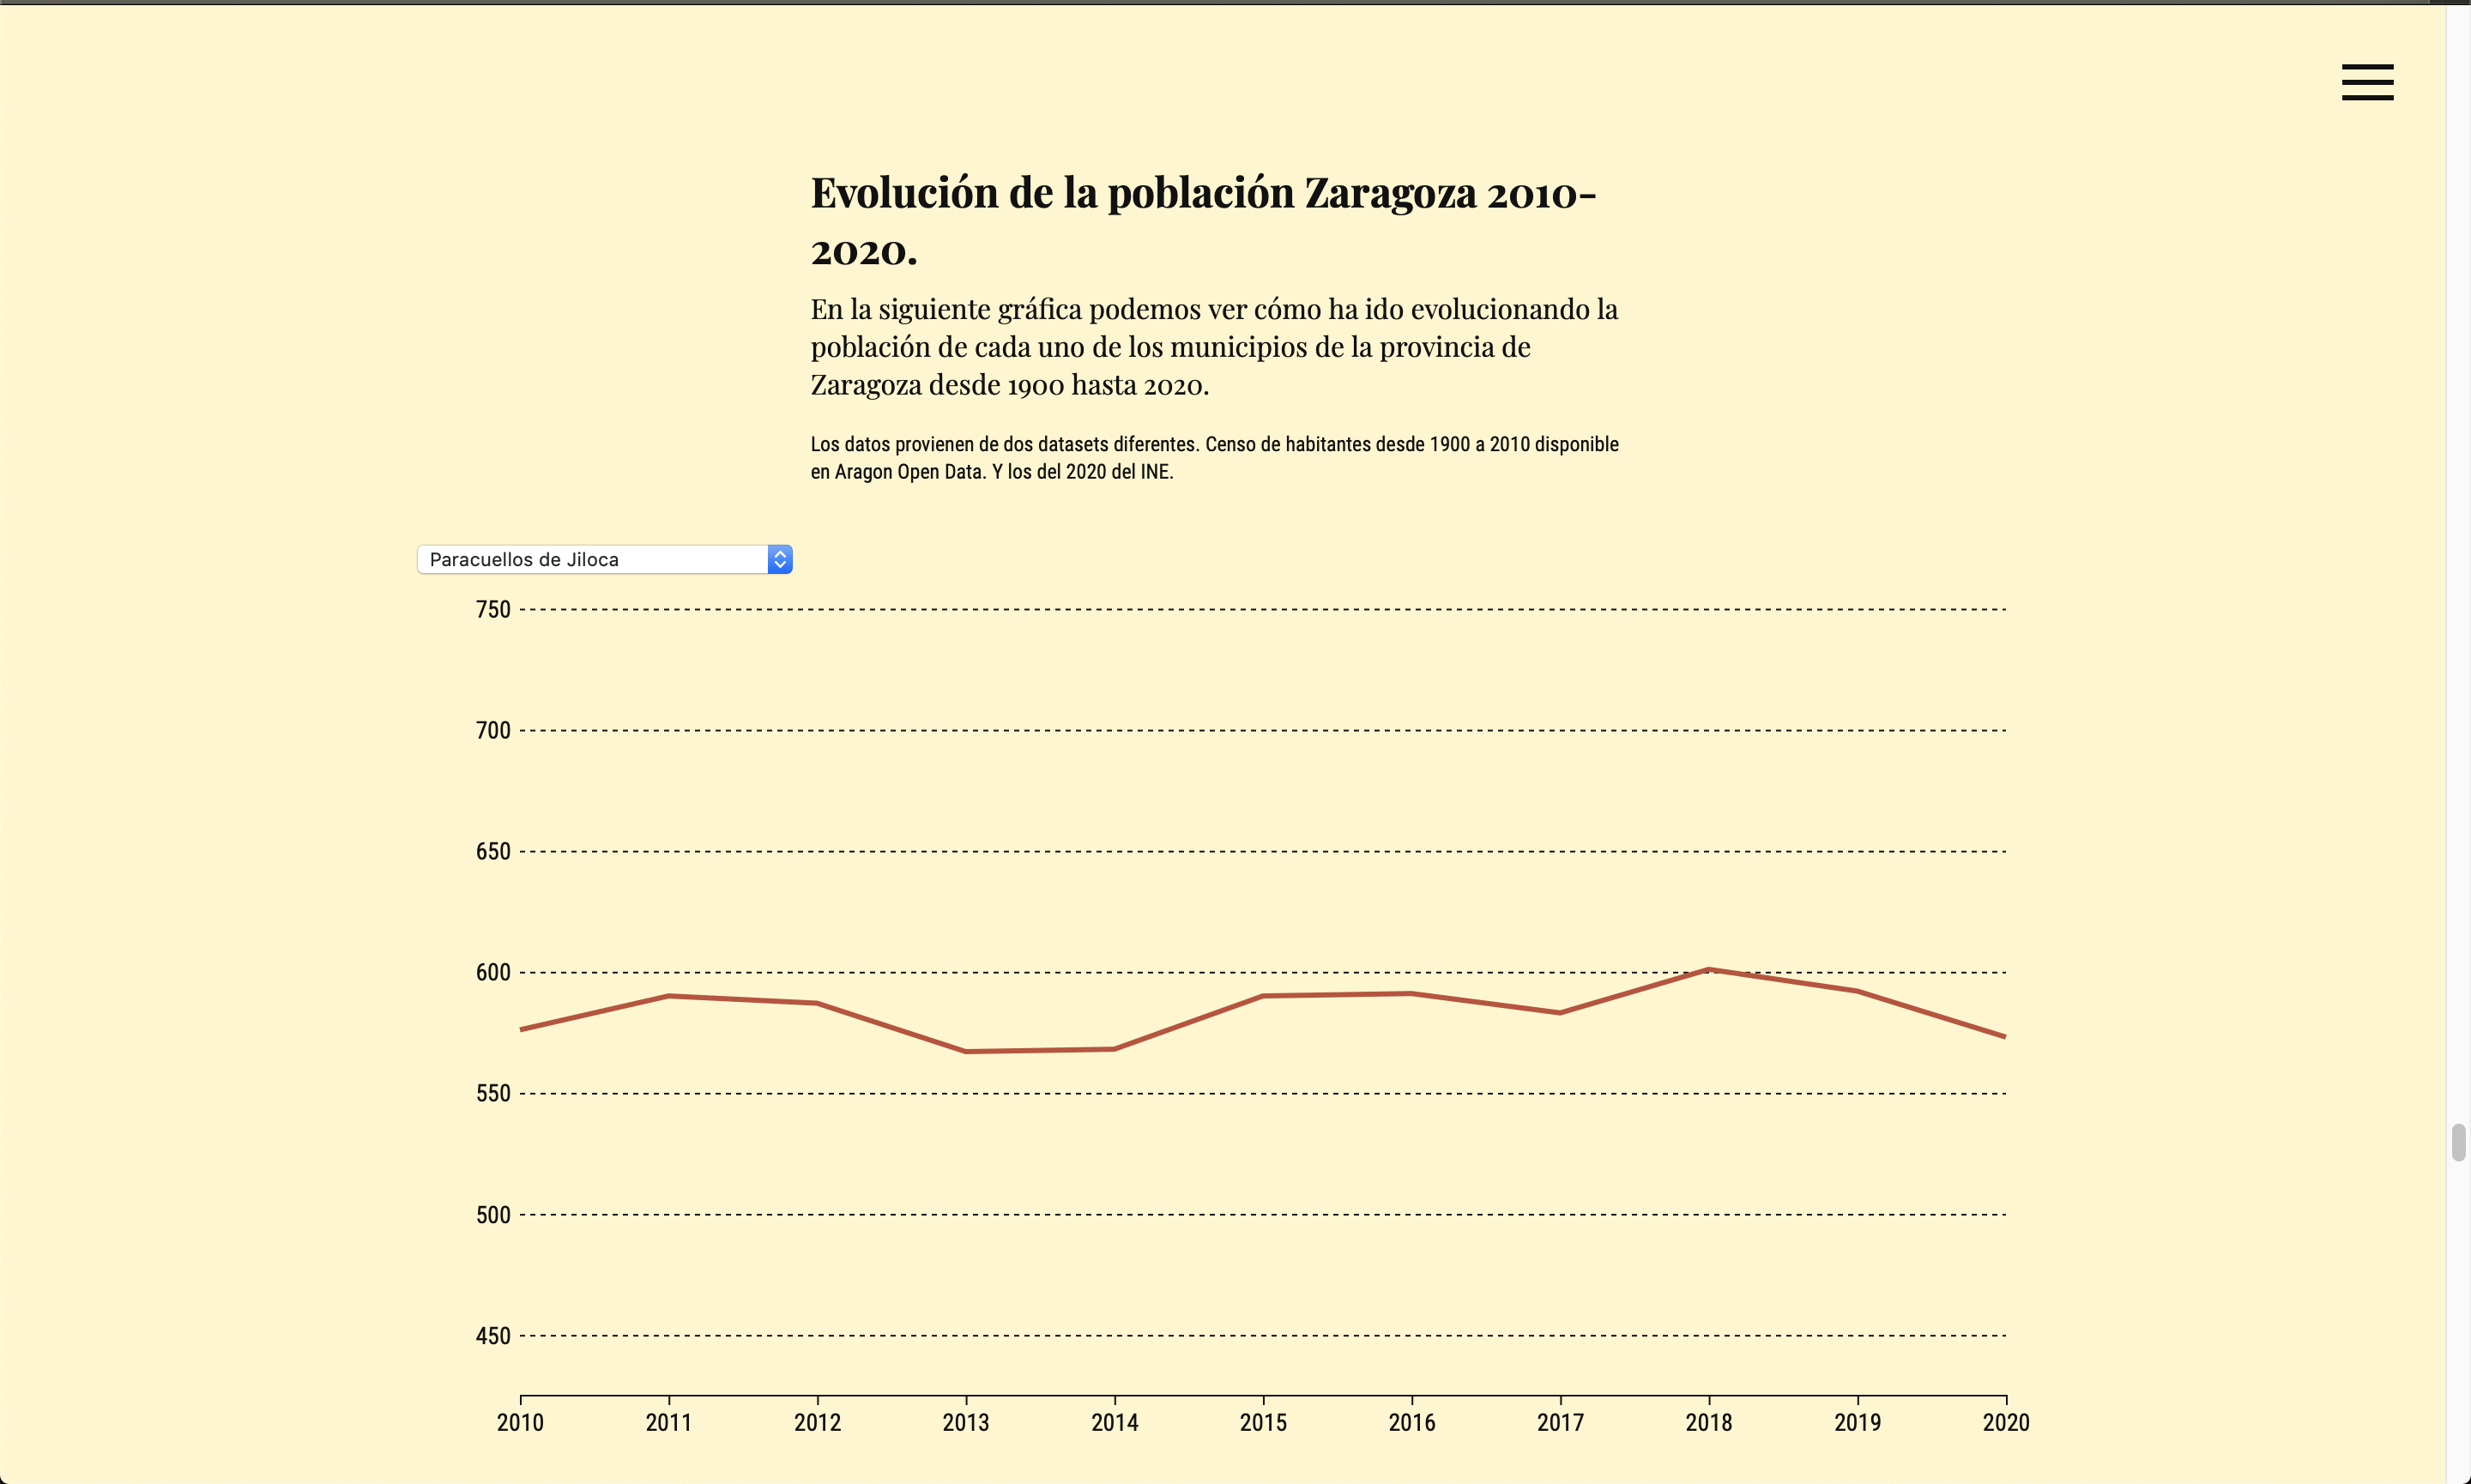 Evolución de la población Zaragoza 2010-
2020.
En la siguiente gráfica podemos ver cómo ha ido evolucionando la
población de cada uno de los municipios de la provincia de
Zaragoza desde 1900 hasta 2020.
Los datos provienen de dos datasets diferentes. Censo de habitantes desde 1900 a 2010 disponible
en Aragon Open Data. Y los del 2020 del INE.
Paracuellos de Jiloca
750
700
650
600
550
500
450
2010 2011 2012 2013 2014 2015 2016 2017 2018 2019 2020